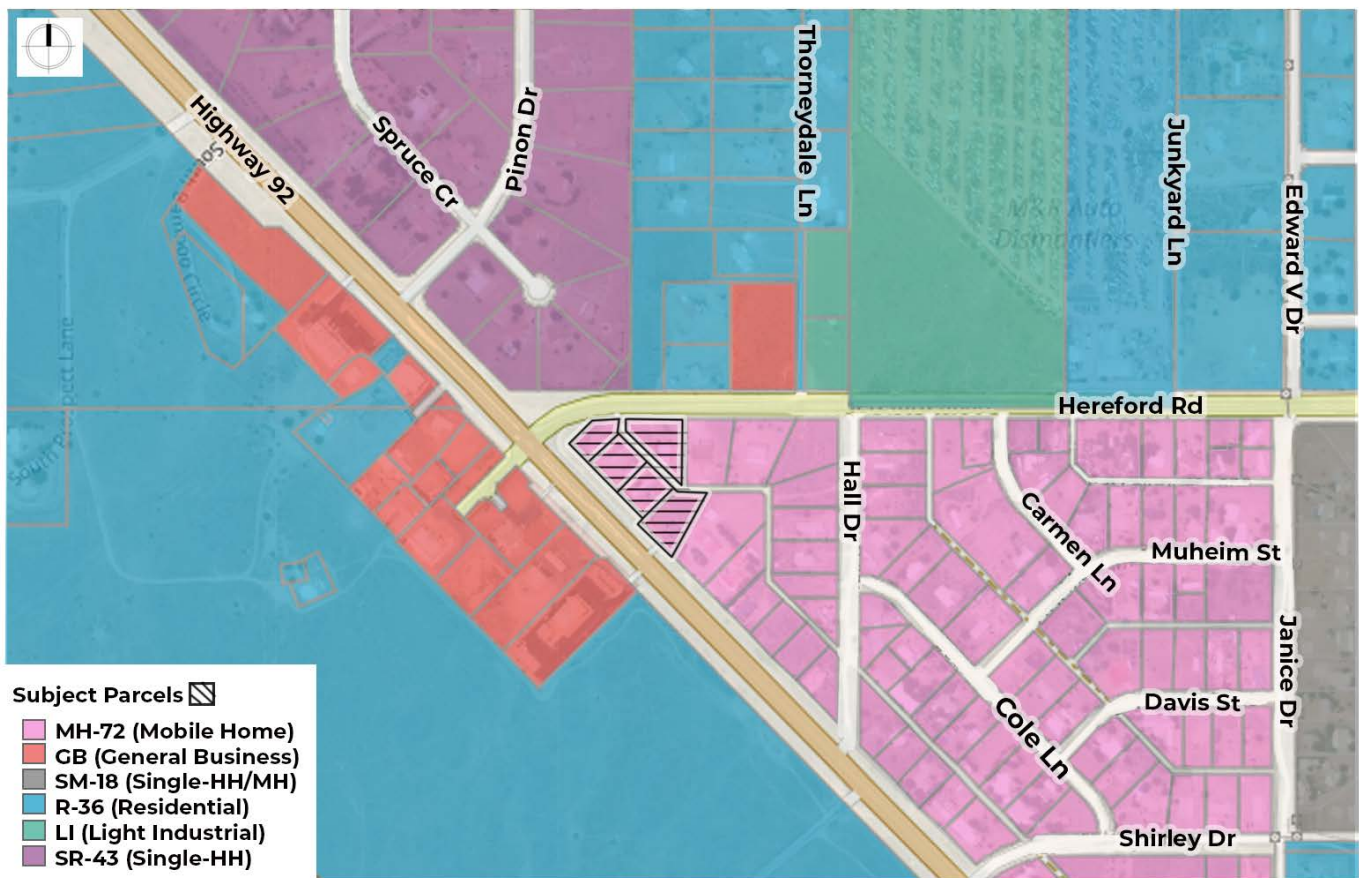 Highway 92
Spruce Cr
Pinon Dr
Thorneydale Ln
Junkyard Ln
Edward V Dr
M&R Auto
Dismantlers
South Prospect Lane
Hereford Rd
Hall Dr
Carmen Ln
Muheim St
Janice Dr
Davis St
Cole Ln
Shirley Dr
Subject Parcels
MH-72 (Mobile Home)
GB (General Business)
SM-18 (Single-HH/MH)
R-36 (Residential)
LI (Light Industrial)
SR-43 (Single-HH)